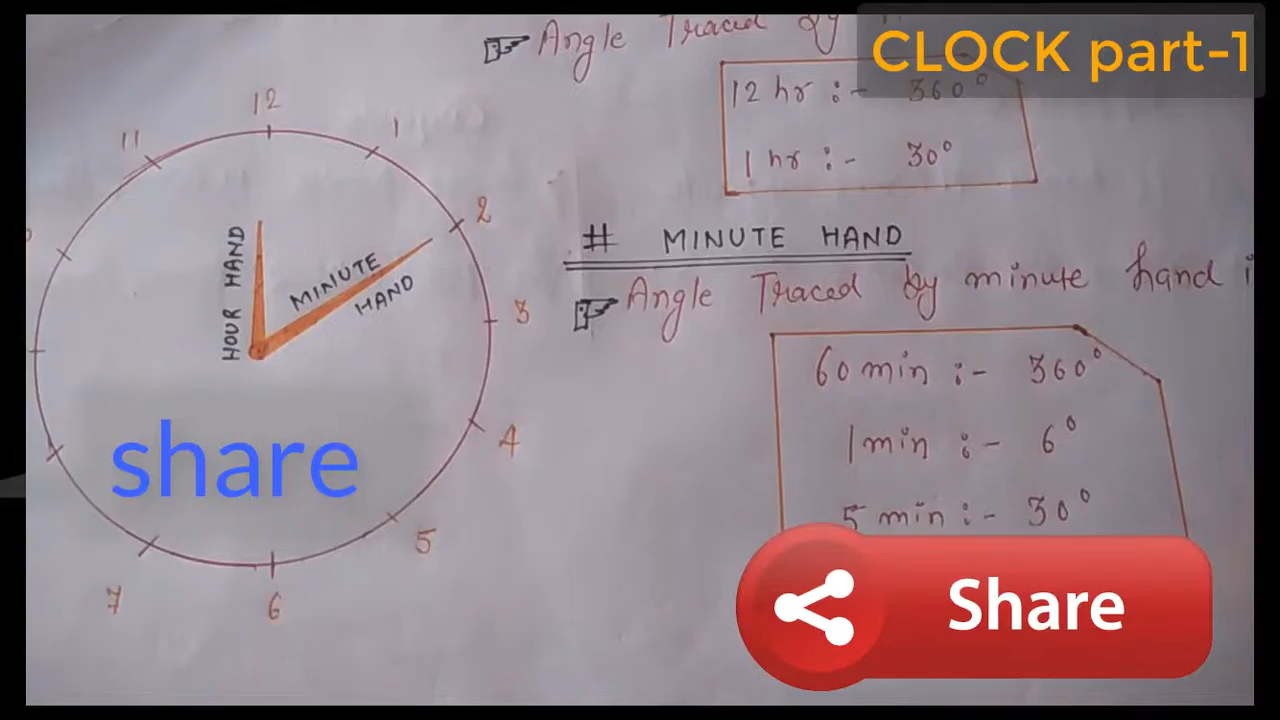 CLOCK part-1
Angle Traced by
12 hr :- 360°
1 hr :- 30°
# MINUTE HAND
Angle Traced by minute hand i
60 min :- 360°
1 min :- 6°
5 min :- 30°
12
11
1
2
3
4
5
6
7
HOUR HAND
MINUTE
HAND
share
Share